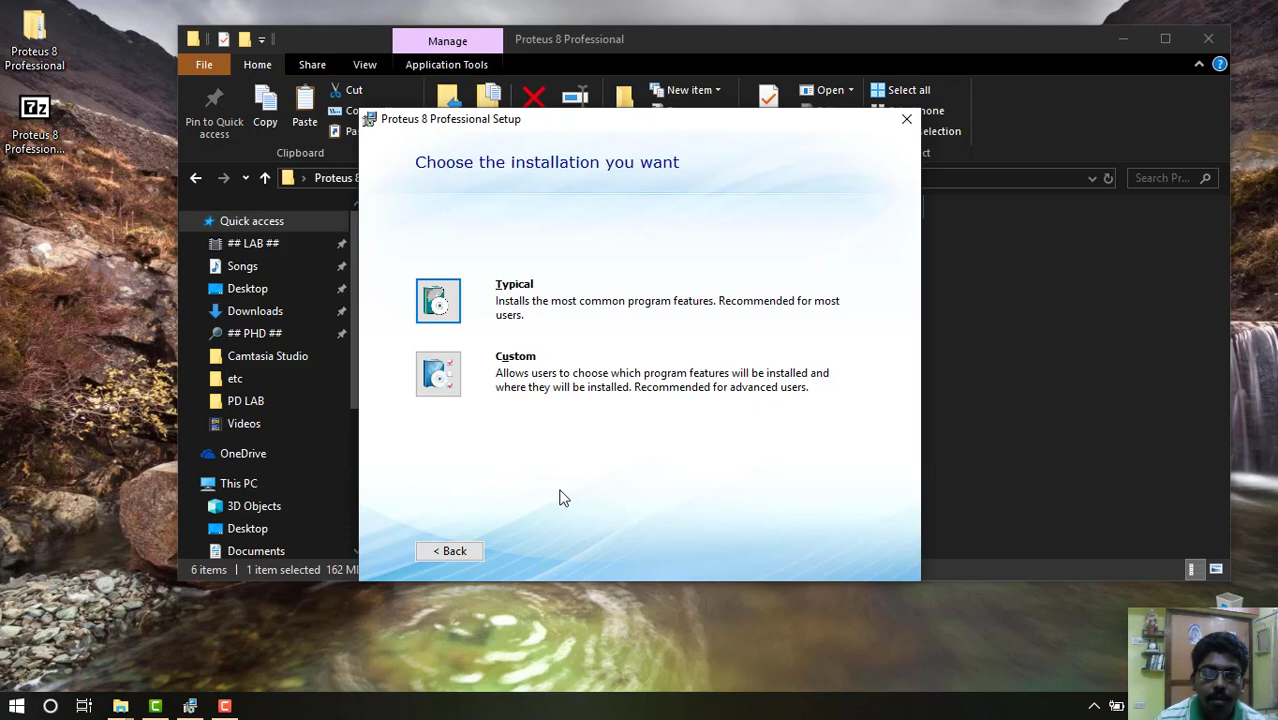 Proteus 8
Professional
Proteus 8
Profession...
Manage
Proteus 8 Professional
File
Home
Share
View
Application Tools
Pin to Quick
access
Copy
Paste
Cut
New item
Open
Select all
Clipboard
Proteus 8
Search Pr...
Quick access
## LAB ##
Songs
Desktop
Downloads
## PHD ##
Camtasia Studio
etc
PD LAB
Videos
OneDrive
This PC
3D Objects
Desktop
Documents
6 items
1 item selected
162 M
Proteus 8 Professional Setup
Choose the installation you want
Typical
Installs the most common program features. Recommended for most
users.
Custom
Allows users to choose which program features will be installed and
where they will be installed. Recommended for advanced users.
< Back